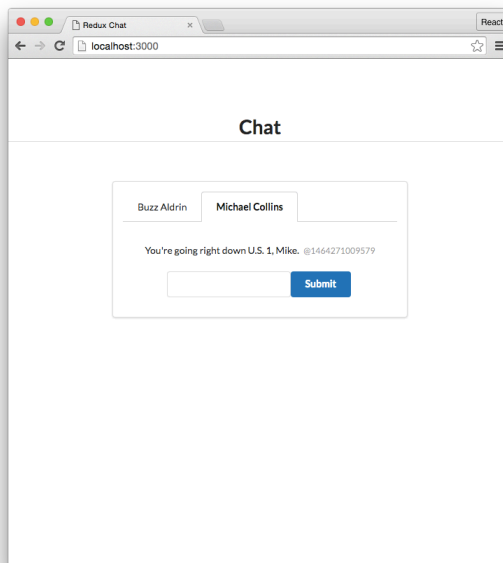 Redux Chat
React
localhost:3000
Chat
Buzz Aldrin
Michael Collins
You're going right down U.S. 1, Mike. @1464271009579
Submit